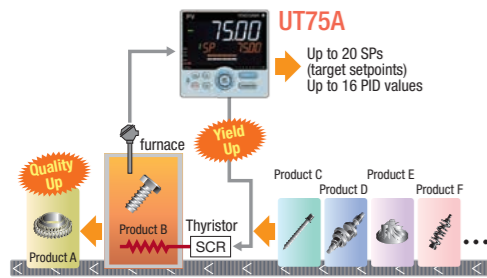 UT75A
PV
75.00
SP 75.00
Up to 20 SPs
(target setpoints)
Up to 16 PID values
furnace
Yield
Up
Quality
Up
Product A
Product B
Thyristor
SCR
Product C
Product D
Product E
Product F
...